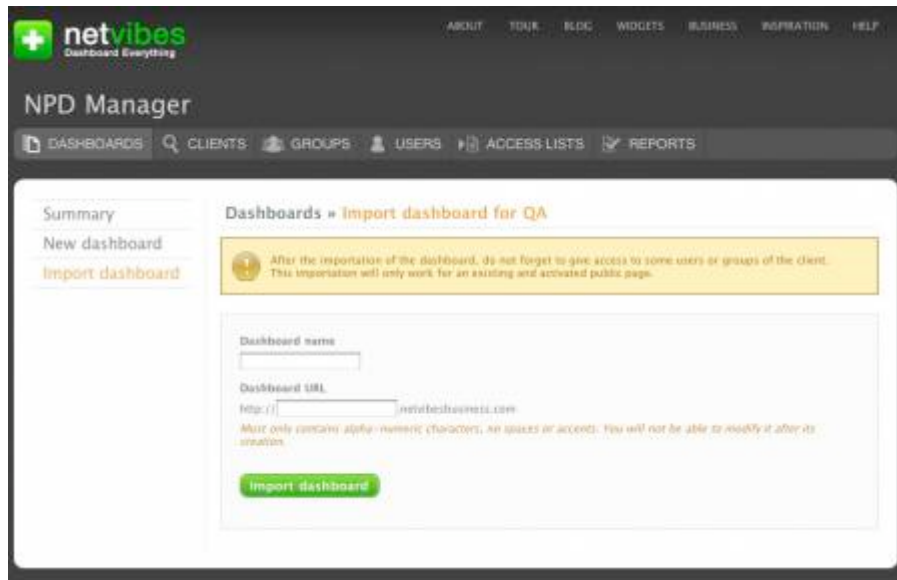 netvibes
Dashboard Everything
ABOUT TOUR BLOG WIDGETS BUSINESS INSPIRATION HELP
NPD Manager
DASHBOARDS CLIENTS GROUPS USERS ACCESS LISTS REPORTS
Summary
New dashboard
Import dashboard
Dashboards » Import dashboard for QA
After the importation of the dashboard, do not forget to give access to some users or groups of the client.
This importation will only work for an existing and activated public page.
Dashboard name
Dashboard URL
http:// .netvibesbusiness.com
Must only contains alpha-numeric characters, no spaces or accents. You will not be able to modify it after its
creation.
Import dashboard